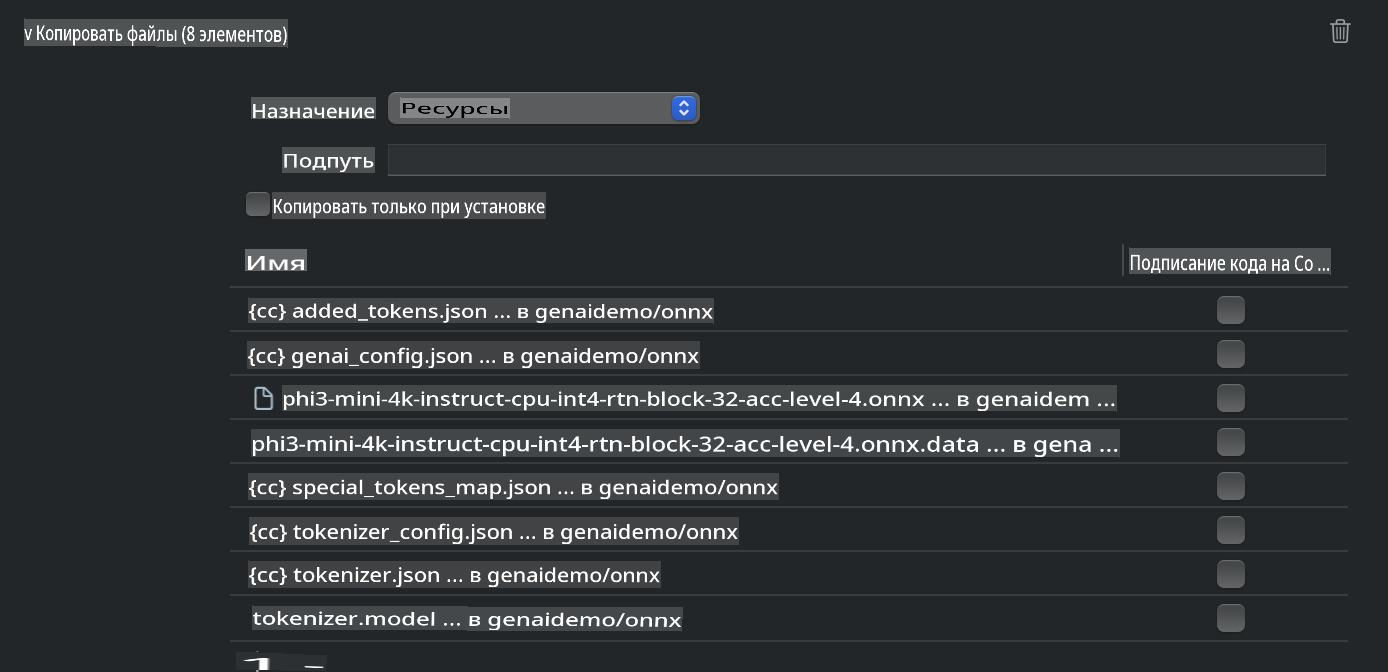 v Копировать файлы (8 элементов)
Назначение Ресурсы
Подпуть
Копировать только при установке
Имя Подписание кода на Co ...
{cc} added_tokens.json ... в genaidemo/onnx
{cc} genai_config.json ... в genaidemo/onnx
phi3-mini-4k-instruct-cpu-int4-rtn-block-32-acc-level-4.onnx ... в genaidem ...
phi3-mini-4k-instruct-cpu-int4-rtn-block-32-acc-level-4.onnx.data ... в gena ...
{cc} special_tokens_map.json ... в genaidemo/onnx
{cc} tokenizer_config.json ... в genaidemo/onnx
{cc} tokenizer.json ... в genaidemo/onnx
tokenizer.model ... в genaidemo/onnx